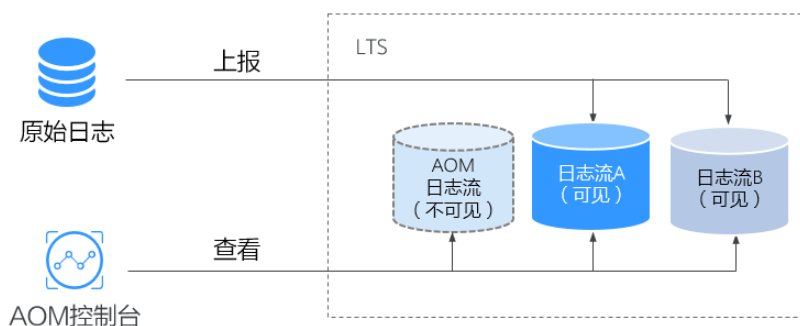 上报
LTS
原始日志
AOM
日志流
（不可见）
日志流A
（可见）
日志流B
（可见）
查看
AOM控制台